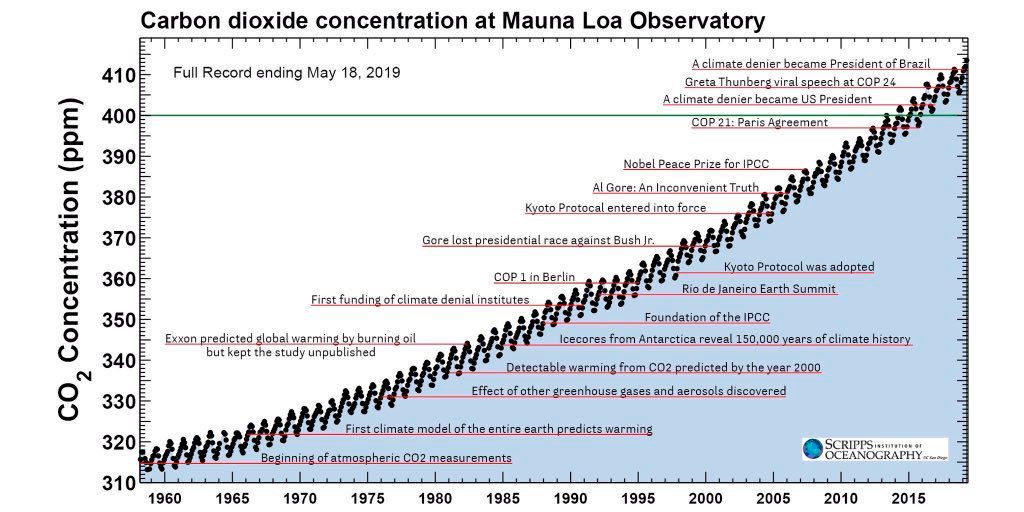 Carbon dioxide concentration at Mauna Loa Observatory
Full Record ending May 18, 2019
CO2 Concentration (ppm)
410
400
390
380
370
360
350
340
330
320
310
A climate denier became President of Brazil
Greta Thunberg viral speech at COP 24
A climate denier became US President
COP 21: Paris Agreement
Nobel Peace Prize for IPCC
Al Gore: An Inconvenient Truth
Kyoto Protocal entered into force
Gore lost presidential race against Bush Jr.
Kyoto Protocol was adopted
COP 1 in Berlin
Rio de Janeiro Earth Summit
First funding of climate denial institutes
Foundation of the IPCC
Exxon predicted global warming by burning oil
but kept the study unpublished
Icecores from Antarctica reveal 150,000 years of climate history
Detectable warming from CO2 predicted by the year 2000
Effect of other greenhouse gases and aerosols discovered
First climate model of the entire earth predicts warming
Beginning of atmospheric CO2 measurements
SCRIPPS INSTITUTION OF
OCEANOGRAPHY UC San Diego
1960 1965 1970 1975 1980 1985 1990 1995 2000 2005 2010 2015